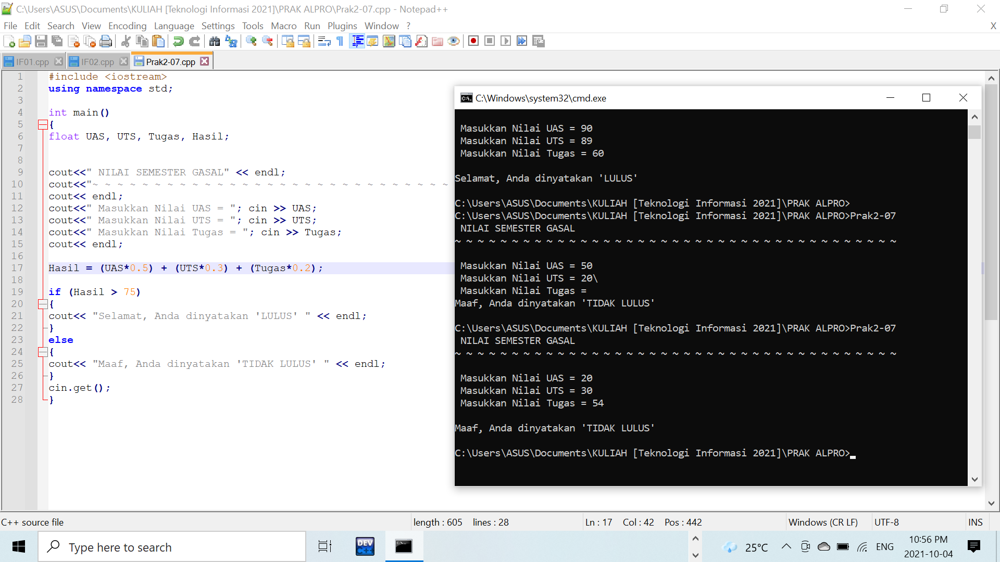 C:\Users\ASUS\Documents\KULIAH [Teknologi Informasi 2021]\PRAK ALPRO\Prak2-07.cpp - Notepad++
File Edit Search View Encoding Language Settings Tools Macro Run Plugins Window ? X
IF01.cpp IF02.cpp Prak2-07.cpp
1 #include <iostream>
2 using namespace std;
3
4 int main()
5 {
6 float UAS, UTS, Tugas, Hasil;
7
8
9 cout<<" NILAI SEMESTER GASAL" << endl;
10 cout<<"~ ~ ~ ~ ~ ~ ~ ~ ~ ~ ~ ~ ~ ~ ~ ~ ~ ~ ~ ~ ~ ~ ~ ~ ~ ~ ~ ~ ~
11 cout<< endl;
12 cout<<" Masukkan Nilai UAS = "; cin >> UAS;
13 cout<<" Masukkan Nilai UTS = "; cin >> UTS;
14 cout<<" Masukkan Nilai Tugas = "; cin >> Tugas;
15 cout<< endl;
16
17 Hasil = (UAS*0.5) + (UTS*0.3) + (Tugas*0.2);
18
19 if (Hasil > 75)
20 {
21 cout<< "Selamat, Anda dinyatakan 'LULUS' " << endl;
22 }
23 else
24 {
25 cout<< "Maaf, Anda dinyatakan 'TIDAK LULUS' " << endl;
26 }
27 cin.get();
28 }
C:\Windows\system32\cmd.exe
Masukkan Nilai UAS = 90
Masukkan Nilai UTS = 89
Masukkan Nilai Tugas = 60
Selamat, Anda dinyatakan 'LULUS'
C:\Users\ASUS\Documents\KULIAH [Teknologi Informasi 2021]\PRAK ALPRO>
C:\Users\ASUS\Documents\KULIAH [Teknologi Informasi 2021]\PRAK ALPRO>Prak2-07
NILAI SEMESTER GASAL
~ ~ ~ ~ ~ ~ ~ ~ ~ ~ ~ ~ ~ ~ ~ ~ ~ ~ ~ ~ ~ ~ ~ ~ ~ ~ ~ ~ ~ ~ ~ ~ ~ ~ ~ ~ ~ ~ ~
Masukkan Nilai UAS = 50
Masukkan Nilai UTS = 20\
Masukkan Nilai Tugas =
Maaf, Anda dinyatakan 'TIDAK LULUS'
C:\Users\ASUS\Documents\KULIAH [Teknologi Informasi 2021]\PRAK ALPRO>Prak2-07
NILAI SEMESTER GASAL
~ ~ ~ ~ ~ ~ ~ ~ ~ ~ ~ ~ ~ ~ ~ ~ ~ ~ ~ ~ ~ ~ ~ ~ ~ ~ ~ ~ ~ ~ ~ ~ ~ ~ ~ ~ ~ ~ ~
Masukkan Nilai UAS = 20
Masukkan Nilai UTS = 30
Masukkan Nilai Tugas = 54
Maaf, Anda dinyatakan 'TIDAK LULUS'
C:\Users\ASUS\Documents\KULIAH [Teknologi Informasi 2021]\PRAK ALPRO>
C++ source file length : 605 lines : 28 Ln : 17 Col : 42 Pos : 442 Windows (CR LF) UTF-8 INS
Type here to search DEV C++ 25°C ENG 10:56 PM
2021-10-04